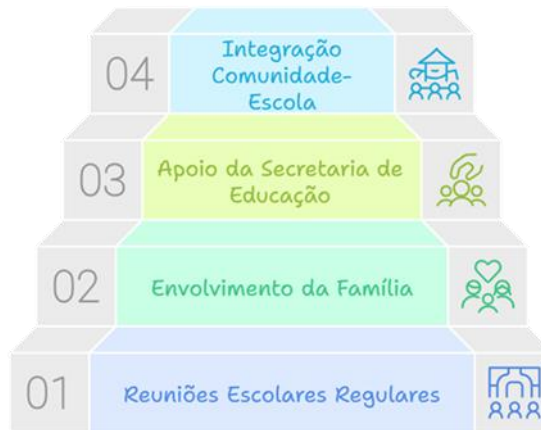 04
Integração
Comunidade-
Escola
03
Apoio da Secretaria de
Educação
02
Envolvimento da Família
01
Reuniões Escolares Regulares